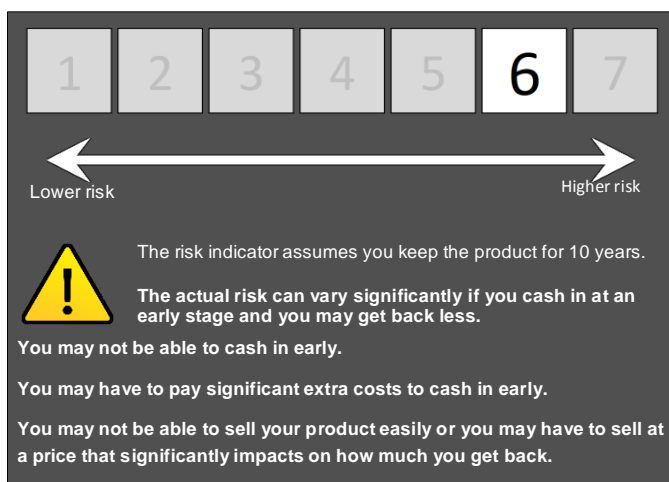 1 2 3 4 5 6 7
Lower risk Higher risk
!
The risk indicator assumes you keep the product for 10 years.
The actual risk can vary significantly if you cash in at an
early stage and you may get back less.
You may not be able to cash in early.
You may have to pay significant extra costs to cash in early.
You may not be able to sell your product easily or you may have to sell at
a price that significantly impacts on how much you get back.